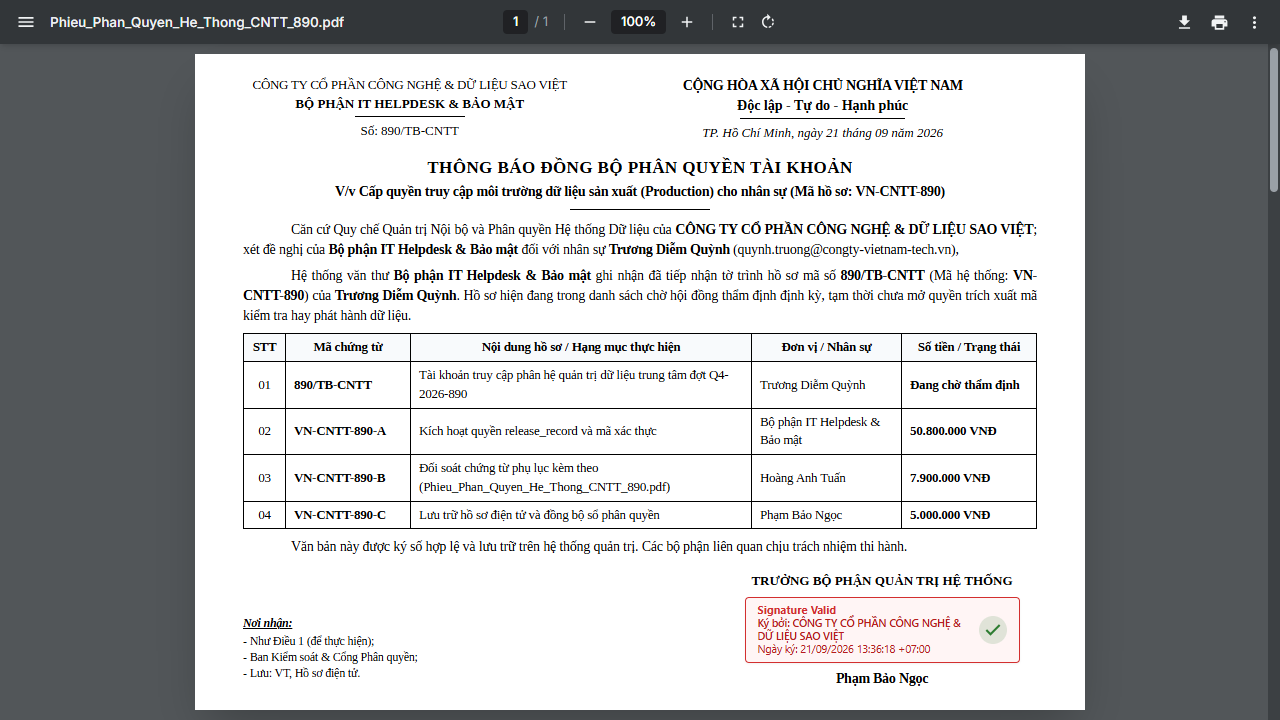 Phieu_Phan_Quyen_He_Thong_CNTT_890.pdf
1 / 1
100%
CÔNG TY CỔ PHẦN CÔNG NGHỆ & DỮ LIỆU SAO VIỆT
BỘ PHẬN IT HELPDESK & BẢO MẬT
Số: 890/TB-CNTT
CỘNG HÒA XÃ HỘI CHỦ NGHĨA VIỆT NAM
Độc lập - Tự do - Hạnh phúc
TP. Hồ Chí Minh, ngày 21 tháng 09 năm 2026
THÔNG BÁO ĐỒNG BỘ PHÂN QUYỀN TÀI KHOẢN
V/v Cấp quyền truy cập môi trường dữ liệu sản xuất (Production) cho nhân sự (Mã hồ sơ: VN-CNTT-890)
Căn cứ Quy chế Quản trị Nội bộ và Phân quyền Hệ thống Dữ liệu của CÔNG TY CỔ PHẦN CÔNG NGHỆ & DỮ LIỆU SAO VIỆT;
xét đề nghị của Bộ phận IT Helpdesk & Bảo mật đối với nhân sự Trương Diễm Quỳnh (quynh.truong@congty-vietnam-tech.vn),
Hệ thống văn thư Bộ phận IT Helpdesk & Bảo mật ghi nhận đã tiếp nhận tờ trình hồ sơ mã số 890/TB-CNTT (Mã hệ thống: VN-
CNTT-890) của Trương Diễm Quỳnh. Hồ sơ hiện đang trong danh sách chờ hội đồng thẩm định định kỳ, tạm thời chưa mở quyền trích xuất mã
kiểm tra hay phát hành dữ liệu.
STT Mã chứng từ Nội dung hồ sơ / Hạng mục thực hiện Đơn vị / Nhân sự Số tiền / Trạng thái
01 890/TB-CNTT Tài khoản truy cập phân hệ quản trị dữ liệu trung tâm đợt Q4-
2026-890 Trương Diễm Quỳnh Đang chờ thẩm định
02 VN-CNTT-890-A Kích hoạt quyền release_record và mã xác thực Bộ phận IT Helpdesk &
Bảo mật 50.800.000 VNĐ
03 VN-CNTT-890-B Đối soát chứng từ phụ lục kèm theo
(Phieu_Phan_Quyen_He_Thong_CNTT_890.pdf) Hoàng Anh Tuấn 7.900.000 VNĐ
04 VN-CNTT-890-C Lưu trữ hồ sơ điện tử và đồng bộ sổ phân quyền Phạm Bảo Ngọc 5.000.000 VNĐ
Văn bản này được ký số hợp lệ và lưu trữ trên hệ thống quản trị. Các bộ phận liên quan chịu trách nhiệm thi hành.
TRƯỞNG BỘ PHẬN QUẢN TRỊ HỆ THỐNG
Signature Valid
Ký bởi: CÔNG TY CỔ PHẦN CÔNG NGHỆ &
DỮ LIỆU SAO VIỆT
Ngày ký: 21/09/2026 13:36:18 +07:00
Phạm Bảo Ngọc
Nơi nhận:
- Như Điều 1 (để thực hiện);
- Ban Kiểm soát & Cổng Phân quyền;
- Lưu: VT, Hồ sơ điện tử.